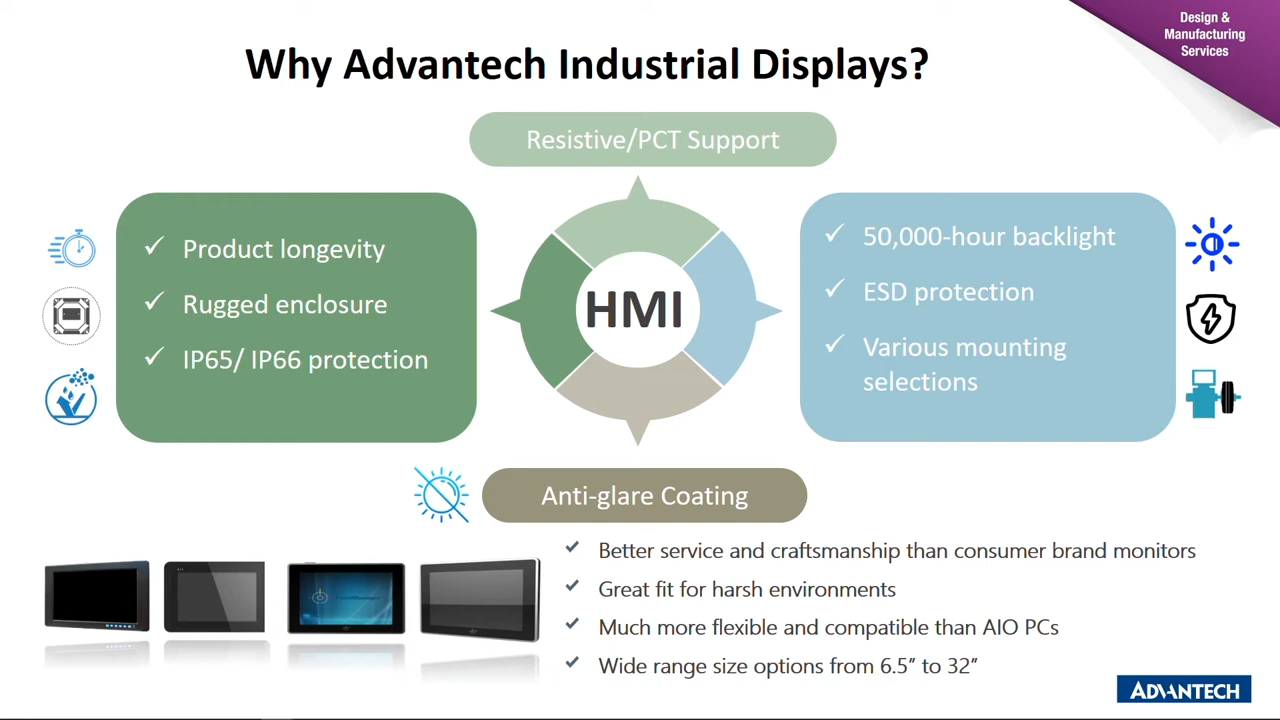 Design &
Manufacturing
Services
Why Advantech Industrial Displays?
Resistive/PCT Support
Product longevity
Rugged enclosure
IP65/ IP66 protection
HMI
50,000-hour backlight
ESD protection
Various mounting
selections
Anti-glare Coating
Better service and craftsmanship than consumer brand monitors
Great fit for harsh environments
Much more flexible and compatible than AIO PCs
Wide range size options from 6.5” to 32”
ADVANTECH